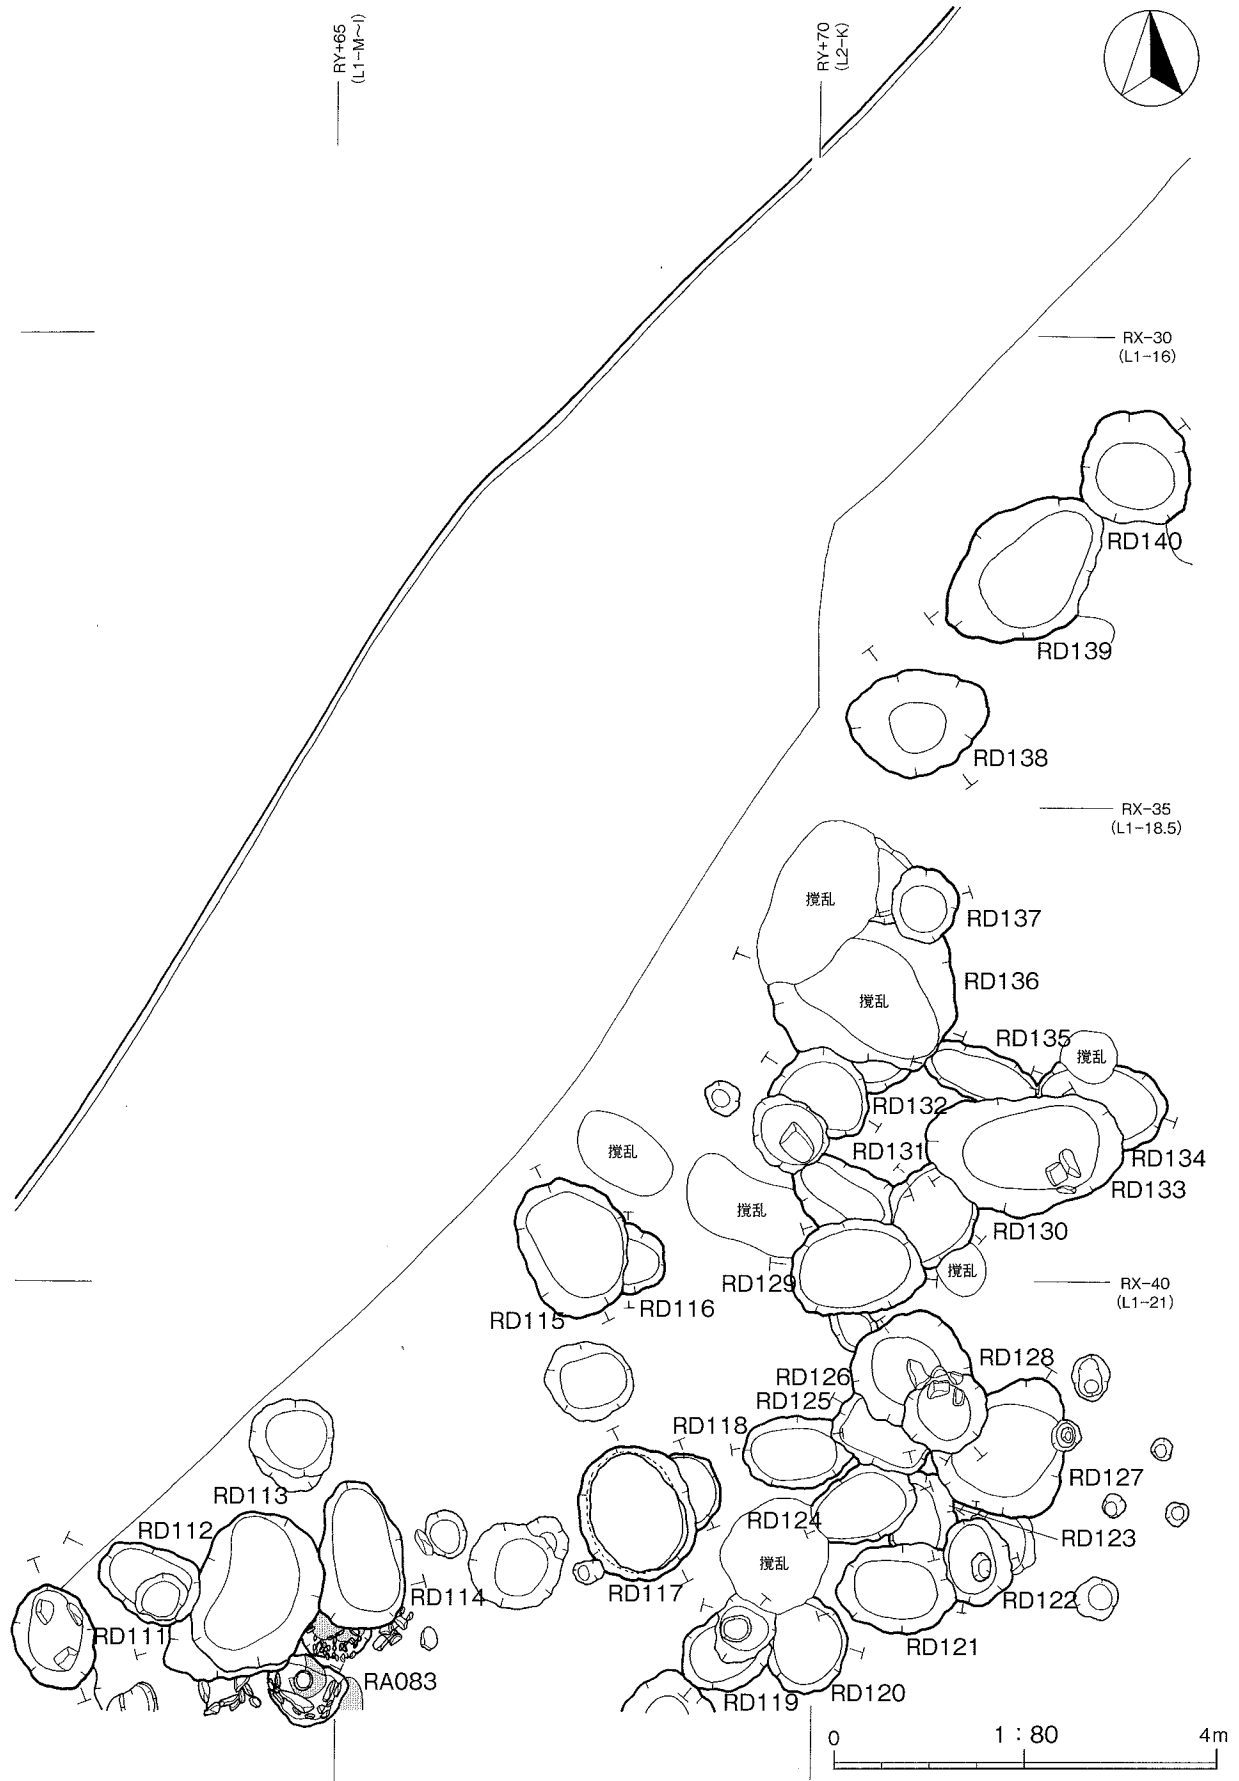 RY+65
(L1-M～I)
RY+70
(L2-K)
RX-30
(L1-16)
RD140
RD139
RD138
RX-35
(L1-18.5)
攪乱
RD137
RD136
攪乱
RD135
攪乱
RD132
RD131
RD134
RD133
攪乱
攪乱
RD130
RD129
攪乱
RX-40
(L1-21)
RD116
RD115
RD128
RD126
RD125
RD118
RD127
RD113
RD124
RD123
RD112
攪乱
RD117
RD114
RD122
RD111
RD121
RA083
RD119
RD120
0
1：80
4m